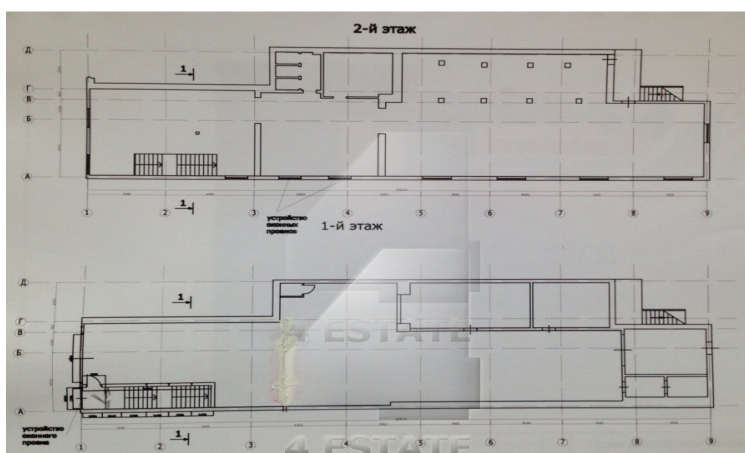 2-й этаж
Д
1
Г
В
Б
А
1 2 3 4 5 6 7 8 9
1
устройство
оконных
проемов
1-й этаж
Д
1
Г
В
Б
4 ESTATE
А
устройство
оконного
проема
1
1 2 3 4 5 6 7 8 9
4 ESTATE